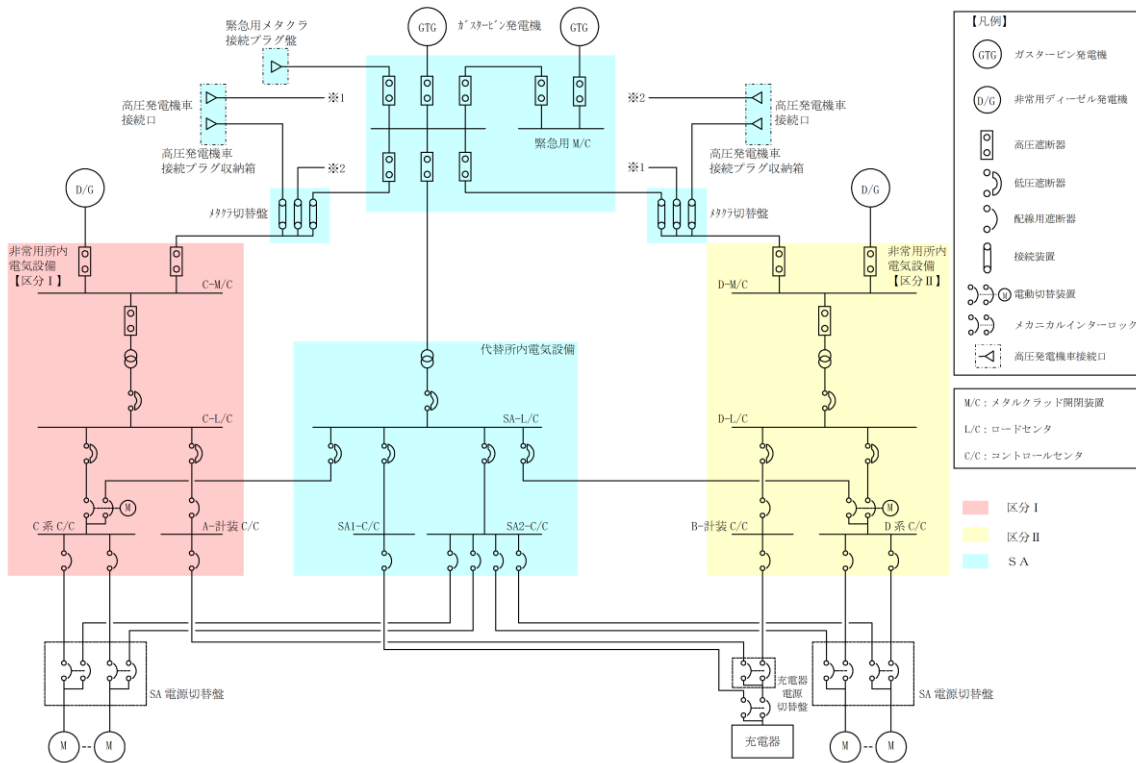 緊急用メタクラ
接続プラグ盤
GTG
ガスタービン発電機
GTG
高圧発電機車
接続口
※1
※2
高圧発電機車
接続口
高圧発電機車
接続プラグ収納箱
※2
緊急用 M/C
※1
高圧発電機車
接続プラグ収納箱
D/G
メタクラ切替盤
メタクラ切替盤
D/G
非常用所内
電気設備
【区分Ⅰ】
C-M/C
D-M/C
非常用所内
電気設備
【区分Ⅱ】
代替所内電気設備
C-L/C
SA-L/C
D-L/C
M
M
C系 C/C
A-計装 C/C
SA1-C/C
SA2-C/C
B-計装 C/C
D系 C/C
SA 電源切替盤
充電器
電源
切替盤
SA 電源切替盤
M
M
充電器
M
M
【凡例】
GTG
ガスタービン発電機
D/G
非常用ディーゼル発電機
高圧遮断器
低圧遮断器
配線用遮断器
接続装置
M
電動切替装置
メカニカルインターロック
高圧発電機車接続口
M/C：メタルクラッド開閉装置
L/C：ロードセンタ
C/C：コントロールセンタ
区分Ⅰ
区分Ⅱ
SA